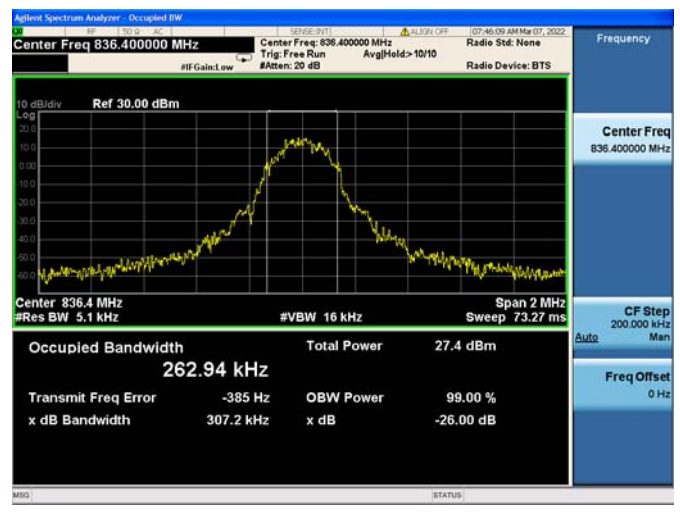 Agilent Spectrum Analyzer - Occupied BW
RF 50 Ω AC SENSE:INT ALIGN OFF 07:46:09 AM Mar 07, 2022
Center Freq 836.400000 MHz
Center Freq: 836.400000 MHz Radio Std: None
Trig: Free Run Avg|Hold:>10/10
#IFGain:Low #Atten: 20 dB Radio Device: BTS
10 dB/div Ref 30.00 dBm
Log
20.0
10.0
0.00
-10.0
-20.0
-30.0
-40.0
-50.0
-60.0
Center 836.4 MHz Span 2 MHz
#Res BW 5.1 kHz #VBW 16 kHz Sweep 73.27 ms
Occupied Bandwidth Total Power 27.4 dBm
262.94 kHz
Transmit Freq Error -385 Hz OBW Power 99.00 %
x dB Bandwidth 307.2 kHz x dB -26.00 dB
Frequency
Center Freq
836.400000 MHz
CF Step
200.000 kHz
Auto Man
Freq Offset
0 Hz
MSG STATUS